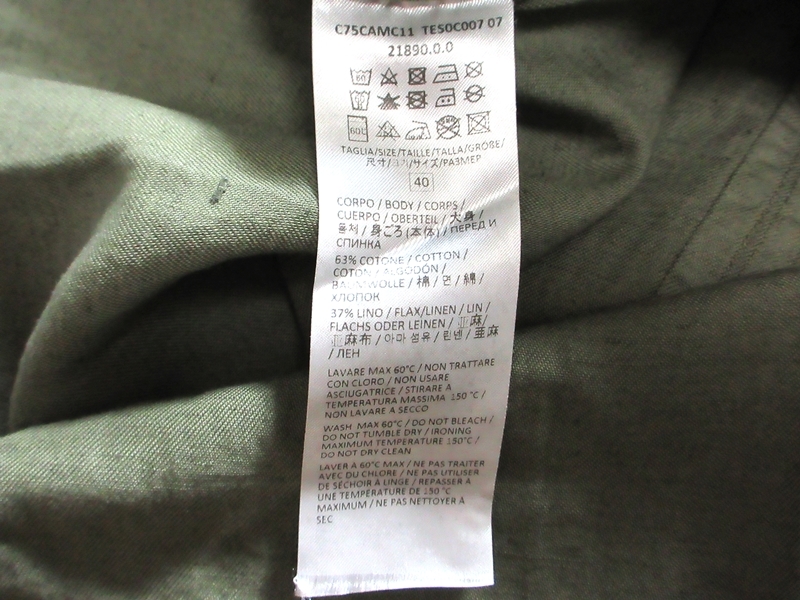 C75CAMC11 TES0C007 07
21890.0.0
60
60L
TAGLIA/SIZE/TAILLE/TALLA/GRÖßE/
尺寸/크기/サイズ/РАЗМЕР
40
CORPO / BODY / CORPS /
CUERPO / OBERTEIL / 大身 /
몸체 / 身ごろ (本体) / ПЕРЕД И
СПИНКА
63% COTONE / COTTON /
COTON / ALGODÓN /
BAUMWOLLE / 棉 / 면 / 綿 /
ХЛОПОК
37% LINO / FLAX/LINEN / LIN /
FLACHS ODER LEINEN / 亚麻/
亚麻布 / 아마 섬유 / 린넨 / 亜麻
/ ЛЕН
LAVARE MAX 60°C / NON TRATTARE
CON CLORO / NON USARE
ASCIUGATRICE / STIRARE A
TEMPERATURA MASSIMA 150 °C /
NON LAVARE A SECCO
WASH MAX 60°C / DO NOT BLEACH /
DO NOT TUMBLE DRY / IRONING
MAXIMUM TEMPERATURE 150°C /
DO NOT DRY CLEAN
LAVER À 60°C MAX / NE PAS TRAITER
AVEC DU CHLORE / NE PAS UTILISER
DE SÉCHOIR À LINGE / REPASSER À
UNE TEMPÉRATURE DE 150 °C
MAXIMUM / NE PAS NETTOYER À
SEC